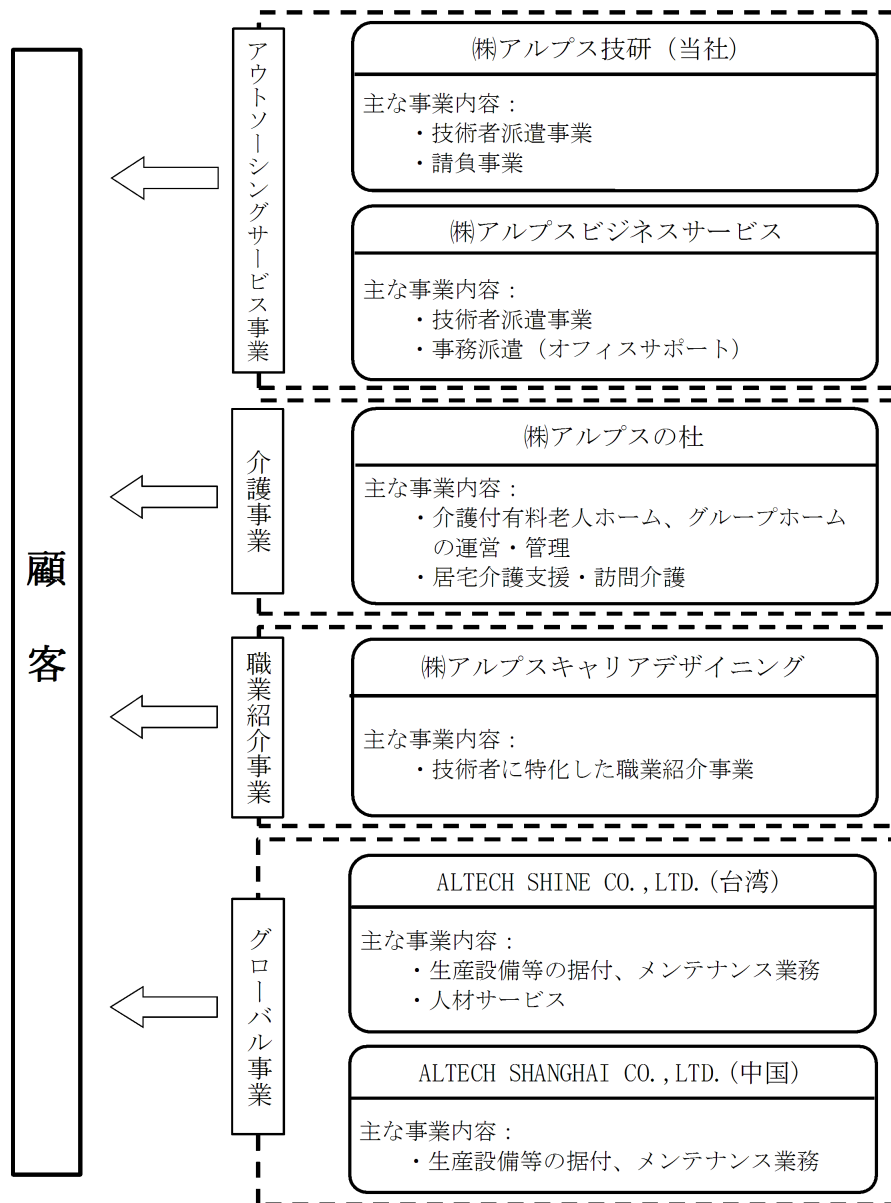 顧客
アウトソーシングサービス事業
㈱アルプス技研（当社）
主な事業内容：
・技術者派遣事業
・請負事業
㈱アルプスビジネスサービス
主な事業内容：
・技術者派遣事業
・事務派遣（オフィスサポート）
介護事業
㈱アルプスの杜
主な事業内容：
・介護付有料老人ホーム、グループホーム
の運営・管理
・居宅介護支援・訪問介護
職業紹介事業
㈱アルプスキャリアデザイニング
主な事業内容：
・技術者に特化した職業紹介事業
グローバル事業
ALTECH SHINE CO.,LTD.(台湾)
主な事業内容：
・生産設備等の据付、メンテナンス業務
・人材サービス
ALTECH SHANGHAI CO.,LTD.(中国)
主な事業内容：
・生産設備等の据付、メンテナンス業務